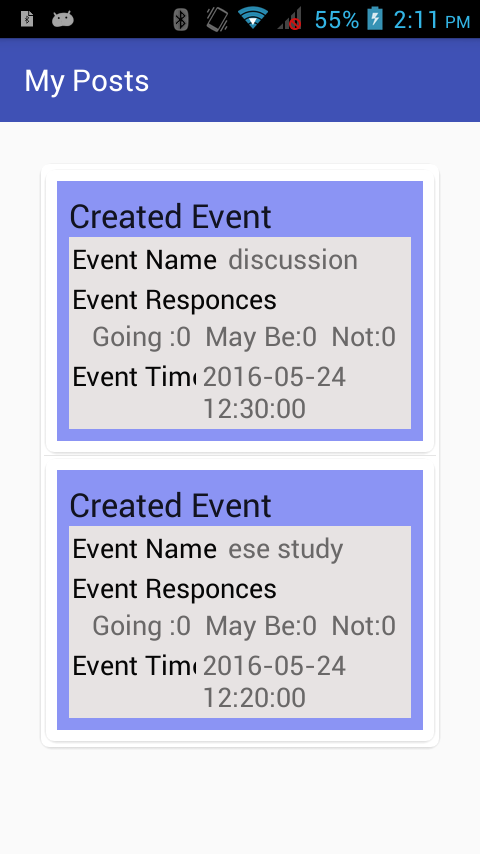 55% 2:11 PM
My Posts
Created Event
Event Name discussion
Event Responces
Going :0 May Be:0 Not:0
Event Time 2016-05-24
12:30:00
Created Event
Event Name ese study
Event Responces
Going :0 May Be:0 Not:0
Event Time 2016-05-24
12:20:00